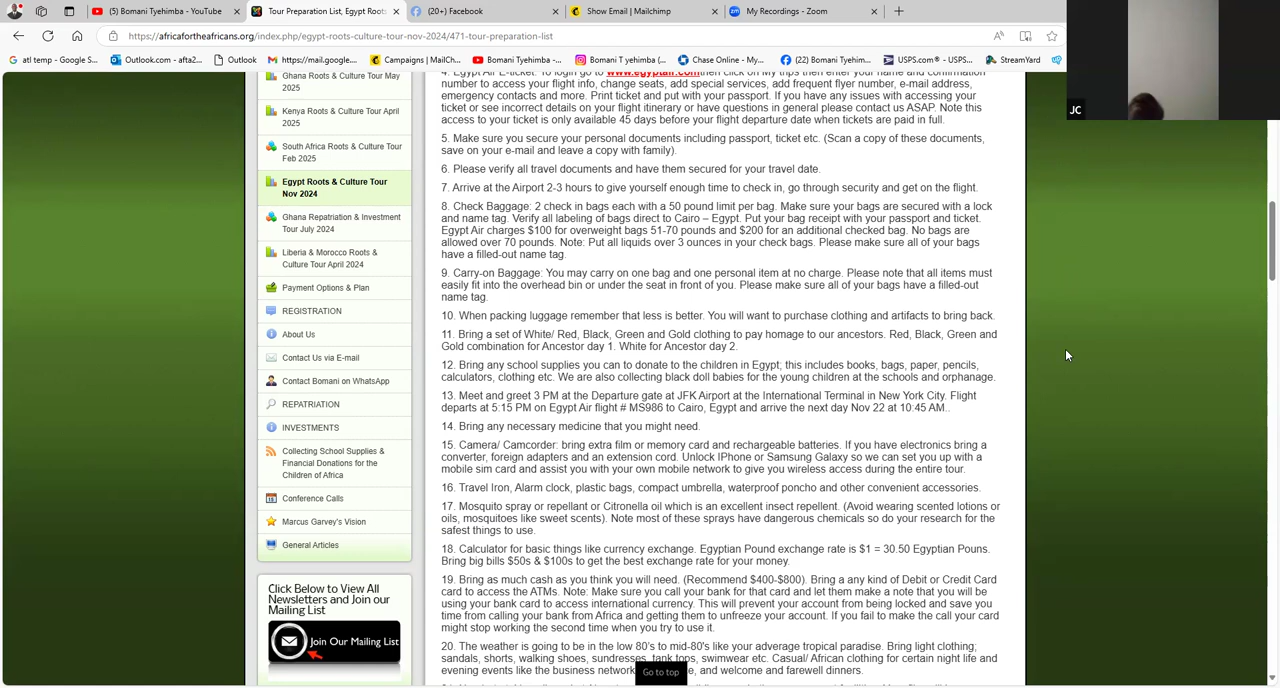 (5) Bomani Tyehimba - YouTube
Tour Preparation List, Egypt Roots
(20+) Facebook
Show Email | Mailchimp
My Recordings - Zoom
https://africafortheafricans.org/index.php/egypt-roots-culture-tour-nov-2024/471-tour-preparation-list
atl temp - Google S...
Outlook.com - afta2...
Outlook
https://mail.google...
Campaigns | MailCh...
Bomani Tyehimba -...
Bomani T yehimba (...
Chase Online - My...
(22) Bomani Tyehim...
USPS.com® - USPS...
StreamYard
JC
Ghana Roots & Culture Tour May
2025
Kenya Roots & Culture Tour April
2025
South Africa Roots & Culture Tour
Feb 2025
Egypt Roots & Culture Tour
Nov 2024
Ghana Repatriation & Investment
Tour July 2024
Liberia & Morocco Roots &
Culture Tour April 2024
Payment Options & Plan
REGISTRATION
About Us
Contact Us via E-mail
Contact Bomani on WhatsApp
REPATRIATION
INVESTMENTS
Collecting School Supplies &
Financial Donations for the
Children of Africa
Conference Calls
Marcus Garvey's Vision
General Articles
Click Below to View All
Newsletters and Join our
Mailing List
Join Our Mailing List
4. Egypt Air E-ticket: To login go to www.egyptair.com then click on My trips then enter your name and confirmation
number to access your flight info, change seats, add special services, add frequent flyer number, e-mail address,
emergency contacts and more. Print ticket and put with your passport. If you have any issues with accessing your
ticket or see incorrect details on your flight itinerary or have questions in general please contact us ASAP. Note this
access to your ticket is only available 45 days before your flight departure date when tickets are paid in full.
5. Make sure you secure your personal documents including passport, ticket etc. (Scan a copy of these documents,
save on your e-mail and leave a copy with family).
6. Please verify all travel documents and have them secured for your travel date.
7. Arrive at the Airport 2-3 hours to give yourself enough time to check in, go through security and get on the flight.
8. Check Baggage: 2 check in bags each with a 50 pound limit per bag. Make sure your bags are secured with a lock
and name tag. Verify all labeling of bags direct to Cairo – Egypt. Put your bag receipt with your passport and ticket.
Egypt Air charges $100 for overweight bags 51-70 pounds and $200 for an additional checked bag. No bags are
allowed over 70 pounds. Note: Put all liquids over 3 ounces in your check bags. Please make sure all of your bags
have a filled-out name tag.
9. Carry-on Baggage: You may carry on one bag and one personal item at no charge. Please note that all items must
easily fit into the overhead bin or under the seat in front of you. Please make sure all of your bags have a filled-out
name tag.
10. When packing luggage remember that less is better. You will want to purchase clothing and artifacts to bring back.
11. Bring a set of White/ Red, Black, Green and Gold clothing to pay homage to our ancestors. Red, Black, Green and
Gold combination for Ancestor day 1. White for Ancestor day 2.
12. Bring any school supplies you can to donate to the children in Egypt; this includes books, bags, paper, pencils,
calculators, clothing etc. We are also collecting black doll babies for the young children at the schools and orphanage.
13. Meet and greet 3 PM at the Departure gate at JFK Airport at the International Terminal in New York City. Flight
departs at 5:15 PM on Egypt Air flight # MS986 to Cairo, Egypt and arrive the next day Nov 22 at 10:45 AM..
14. Bring any necessary medicine that you might need.
15. Camera/ Camcorder: bring extra film or memory card and rechargeable batteries. If you have electronics bring a
converter, foreign adapters and an extension cord. Unlock IPhone or Samsung Galaxy so we can set you up with a
mobile sim card and assist you with your own mobile network to give you wireless access during the entire tour.
16. Travel Iron, Alarm clock, plastic bags, compact umbrella, waterproof poncho and other convenient accessories.
17. Mosquito spray or repellant or Citronella oil which is an excellent insect repellent. (Avoid wearing scented lotions or
oils, mosquitoes like sweet scents). Note most of these sprays have dangerous chemicals so do your research for the
safest things to use.
18. Calculator for basic things like currency exchange. Egyptian Pound exchange rate is $1 = 30.50 Egyptian Pouns.
Bring big bills $50s & $100s to get the best exchange rate for your money.
19. Bring as much cash as you think you will need. (Recommend $400-$800). Bring a any kind of Debit or Credit Card
card to access the ATMs. Note: Make sure you call your bank for that card and let them make a note that you will be
using your bank card to access international currency. This will prevent your account from being locked and save you
time from calling your bank from Africa and getting them to unfreeze your account. If you fail to make the call your card
might stop working the second time when you try to use it.
20. The weather is going to be in the low 80's to mid-80's like your adverage tropical paradise. Bring light clothing;
sandals, shorts, walking shoes, sundresses, tank tops, swimwear etc. Casual/ African clothing for certain night life and
evening events like the business network and welcome and farewell dinners.
Go to top